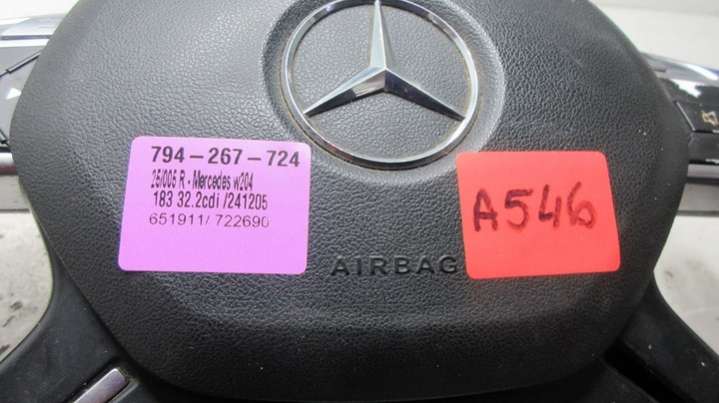 794-267-724
25/005 R - Mercedes w204
183 32.2cdi /241205
651911/ 722690
A546
AIRBAG